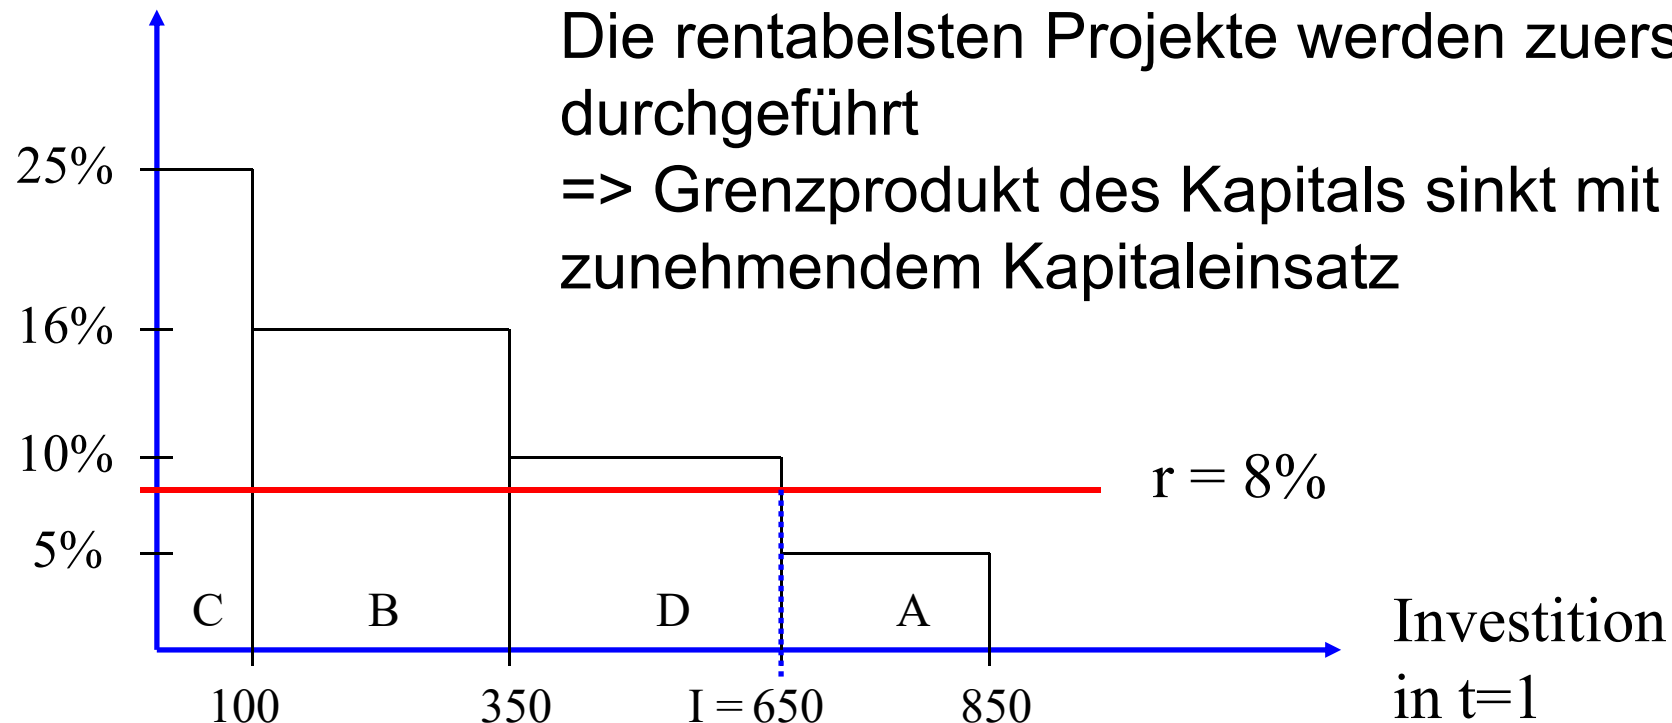 Die rentabelsten Projekte werden zuers
durchgeführt
=> Grenzprodukt des Kapitals sinkt mit
zunehmendem Kapitaleinsatz
25%
16%
10%
r = 8%
5%
C B D A
Investition
in t=1
100 350 I = 650 850